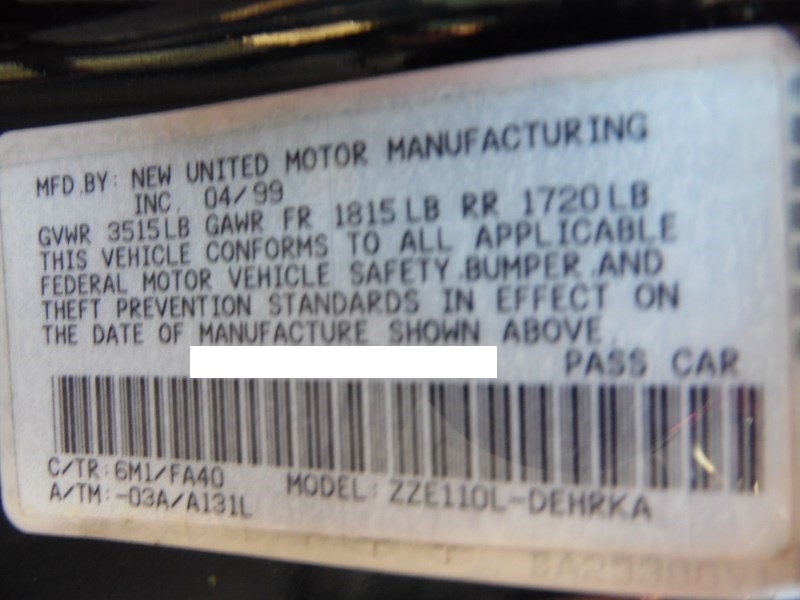 MFD.BY: NEW UNITED MOTOR MANUFACTURING
INC. 04/99
GVWR 3515LB GAWR FR 1815LB RR 1720LB
THIS VEHICLE CONFORMS TO ALL APPLICABLE
FEDERAL MOTOR VEHICLE SAFETY.BUMPER.AND
THEFT PREVENTION STANDARDS IN EFFECT ON
THE DATE OF MANUFACTURE SHOWN ABOVE.
PASS CAR
C/TR:6M1/FA40
A/TM:-03A/A131L
MODEL: ZZE110L-DEHRKA